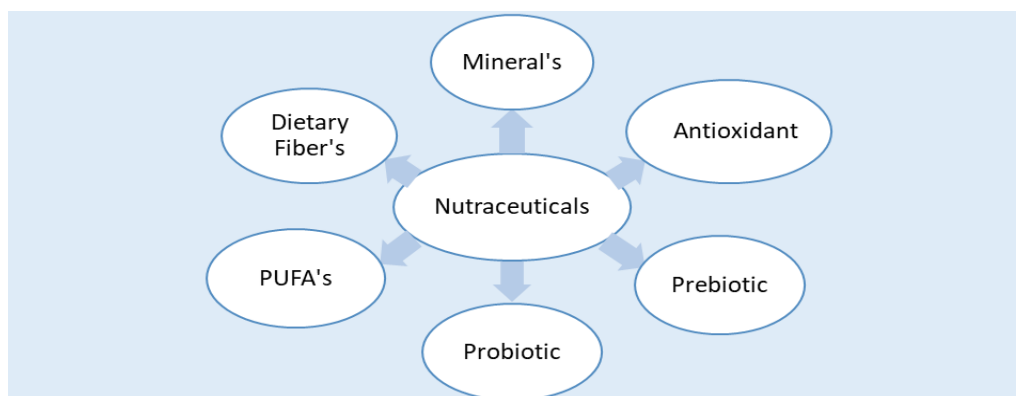 Mineral's
Dietary
Fiber's
Antioxidant
Nutraceuticals
PUFA's
Prebiotic
Probiotic